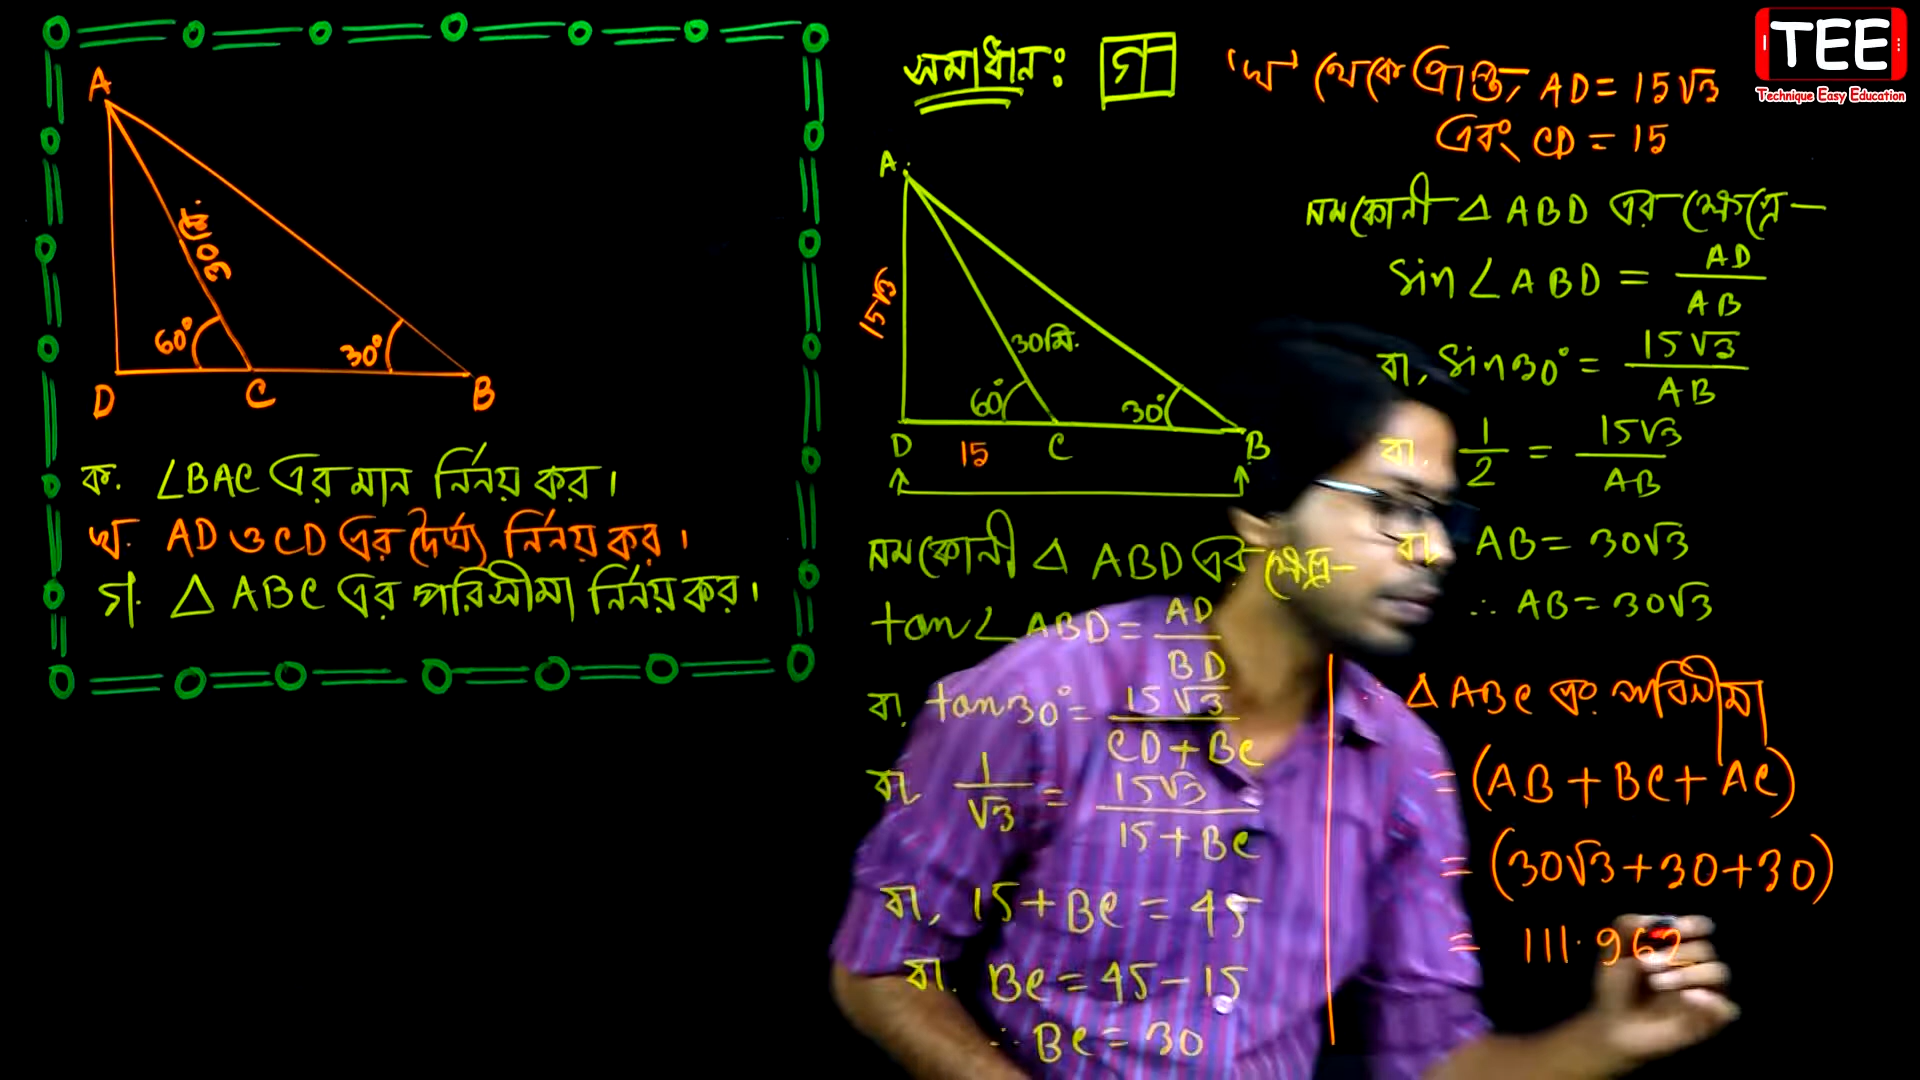 A
30মি.
60°
30°
D
C
B
ক. ∠BAC এর মান নির্নয় কর।
খ. AD ও CD এর দৈর্ঘ্য নির্নয় কর।
গ. △ ABC এর পরিসীমা নির্নয় কর।
সমাধান: গ
'খ' থেকে প্রাপ্ত, AD = 15√3
এবং CD = 15
A
15√3
30মি.
60°
30°
D
15
C
B
সমকোনী △ ABD এর ক্ষেত্রে-
tan∠ABD = AD/BD
বা, tan30° = 15√3/CD+BC
বা, 1/√3 = 15√3/15+BC
বা, 15+BC = 45
বা. BC = 45-15
∴ BC = 30
সমকোনী △ ABD এর ক্ষেত্রে-
sin∠ABD = AD/AB
বা, sin30° = 15√3/AB
বা. 1/2 = 15√3/AB
বা, AB = 30√3
∴ AB = 30√3
∴ △ ABC এর পরিসীমা
= (AB+BC+AC)
= (30√3+30+30)
= 111.962
TEE
Technique Easy Education